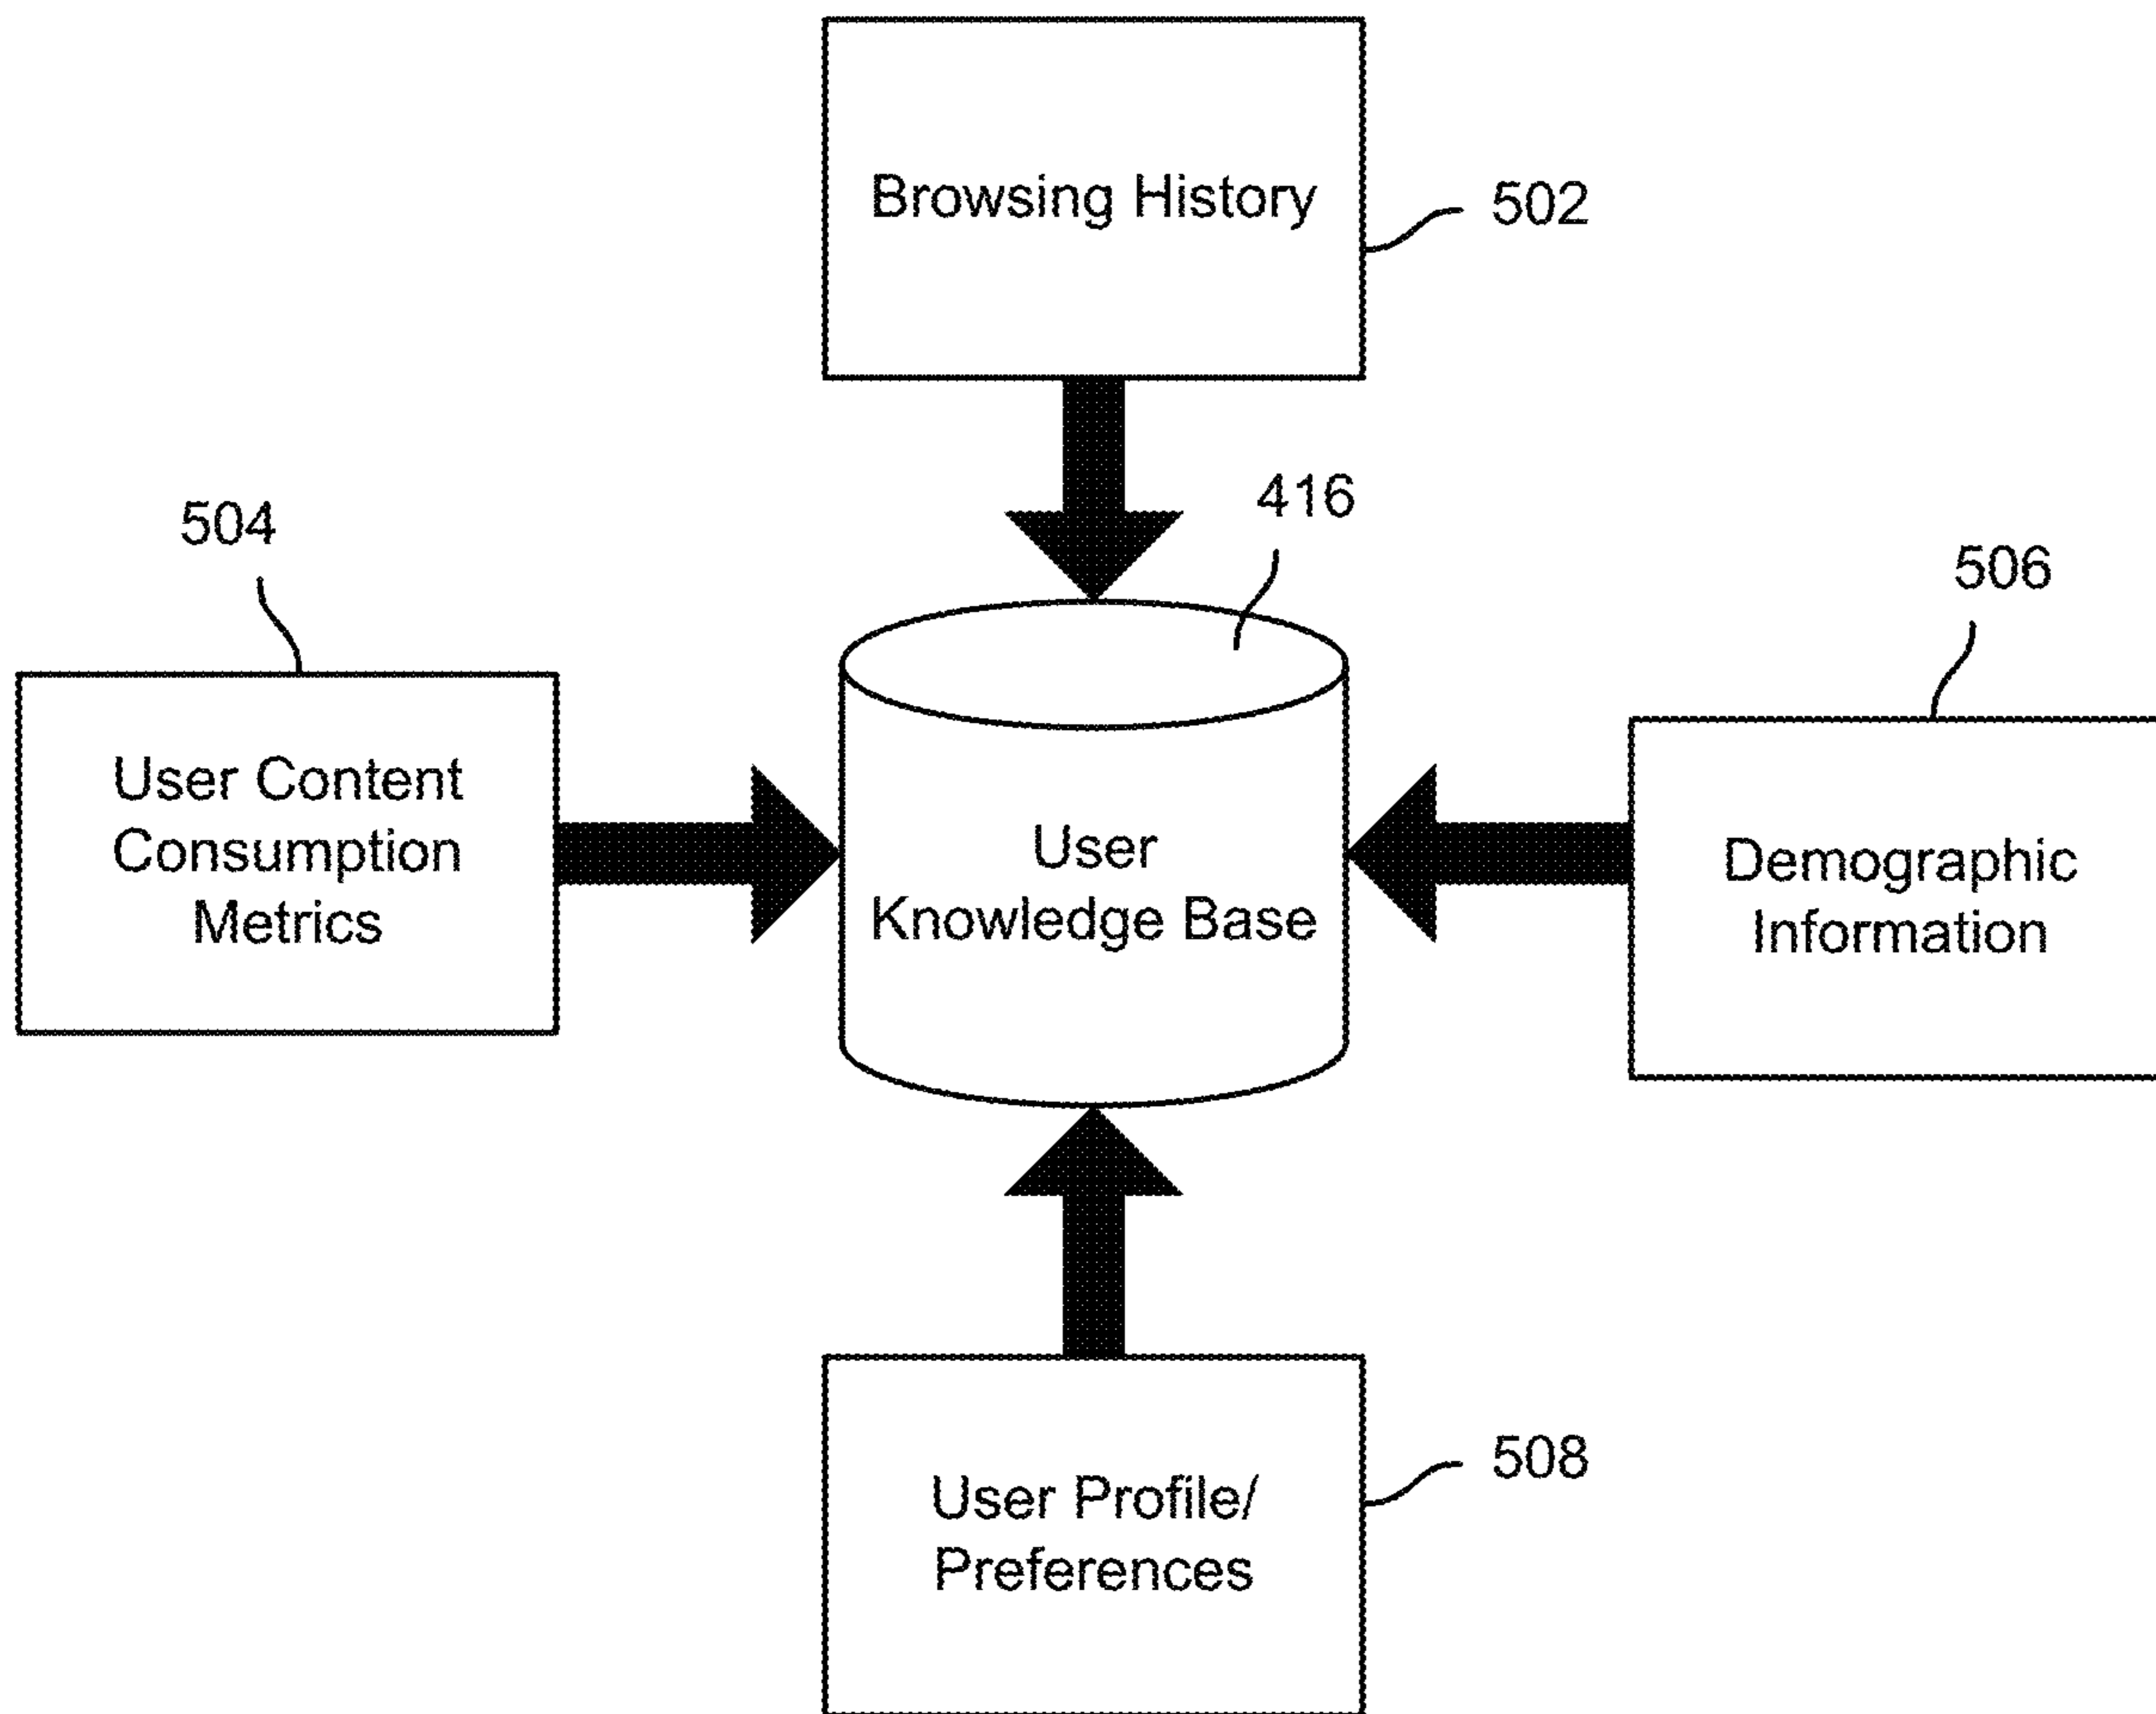 Browsing History
502
416
504
506
User Content
Consumption
Metrics
User
Knowledge Base
Demographic
Information
User Profile/
Preferences
508